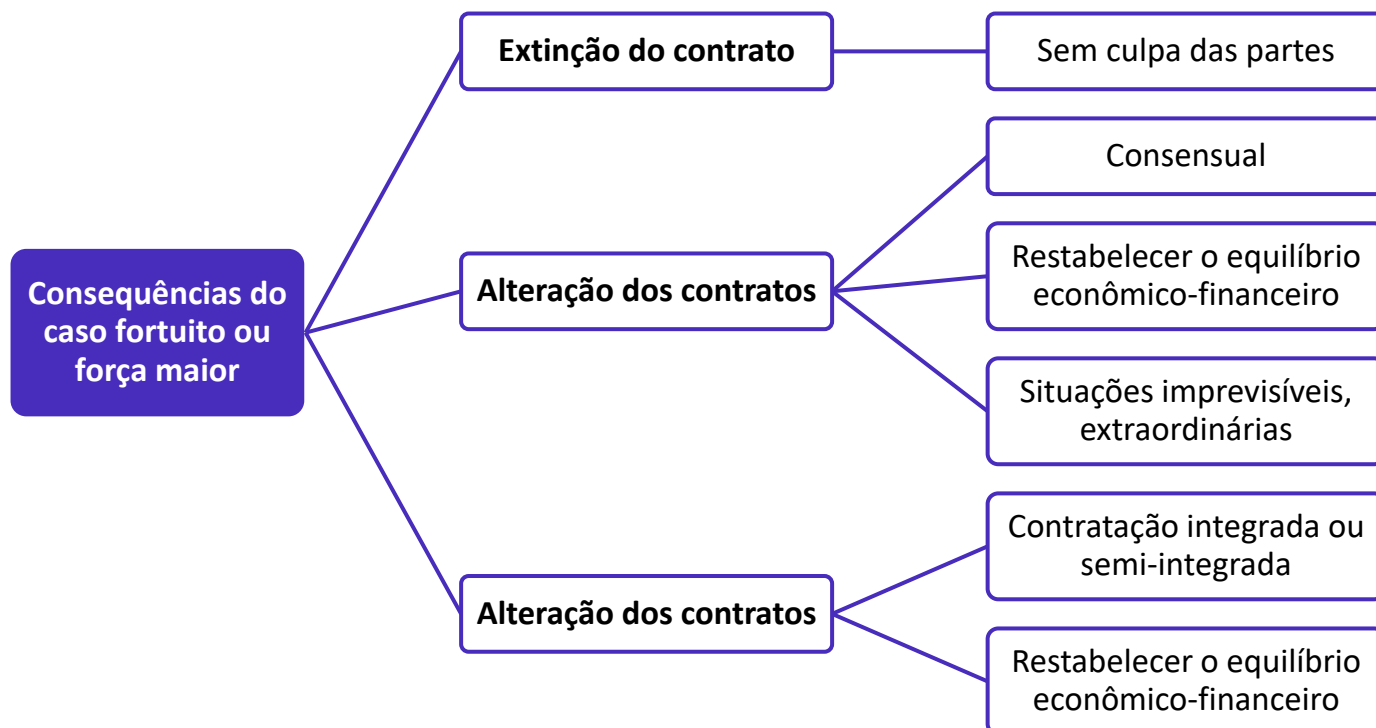 Consequências do
caso fortuito ou
força maior
Extinção do contrato
Sem culpa das partes
Alteração dos contratos
Consensual
Restabelecer o equilíbrio
econômico-financeiro
Situações imprevisíveis,
extraordinárias
Alteração dos contratos
Contratação integrada ou
semi-integrada
Restabelecer o equilíbrio
econômico-financeiro